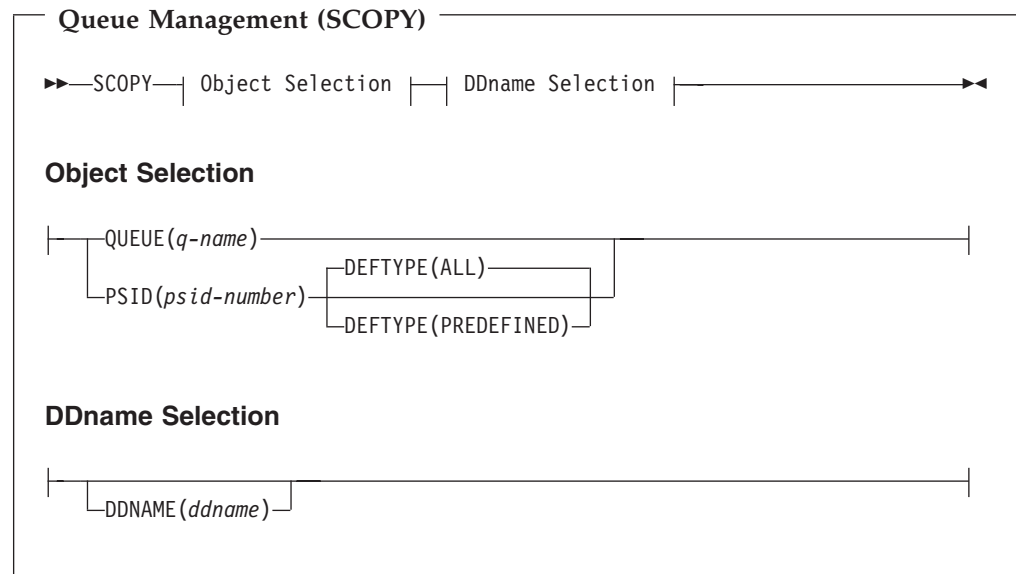 Queue Management (SCOPY)
SCOPY Object Selection DDname Selection
Object Selection
QUEUE(q-name)
DEFTYPE(ALL)
PSID(psid-number)
DEFTYPE(PREDEFINED)
DDname Selection
DDNAME(ddname)